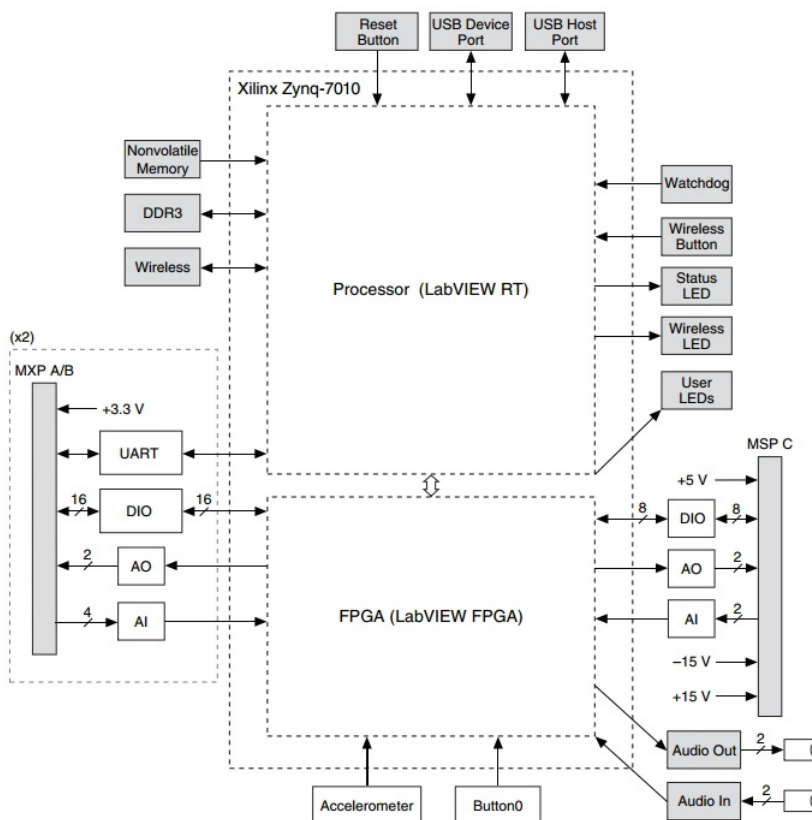 Reset
Button
USB Device
Port
USB Host
Port
Xilinx Zynq-7010
Nonvolatile
Memory
DDR3
Wireless
Processor (LabVIEW RT)
Watchdog
Wireless
Button
Status
LED
Wireless
LED
User
LEDs
(x2)
MXP A/B
+3.3 V
UART
16
DIO
16
2
AO
4
AI
FPGA (LabVIEW FPGA)
MSP C
+5 V
8
DIO
8
AO
2
AI
2
–15 V
+15 V
Audio Out
2
Audio In
2
Accelerometer
Button0